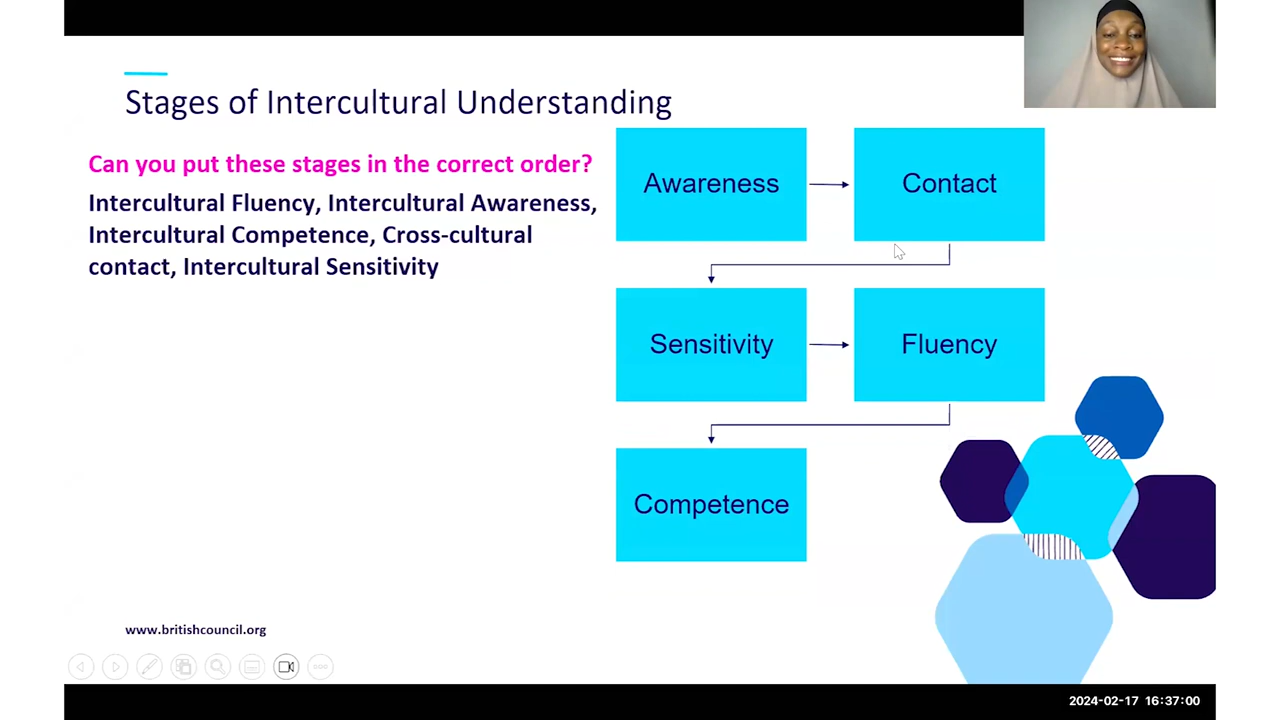 Stages of Intercultural Understanding
Can you put these stages in the correct order?
Intercultural Fluency, Intercultural Awareness,
Intercultural Competence, Cross-cultural
contact, Intercultural Sensitivity
Awareness
Contact
Sensitivity
Fluency
Competence
www.britishcouncil.org
2024-02-17 16:37:00